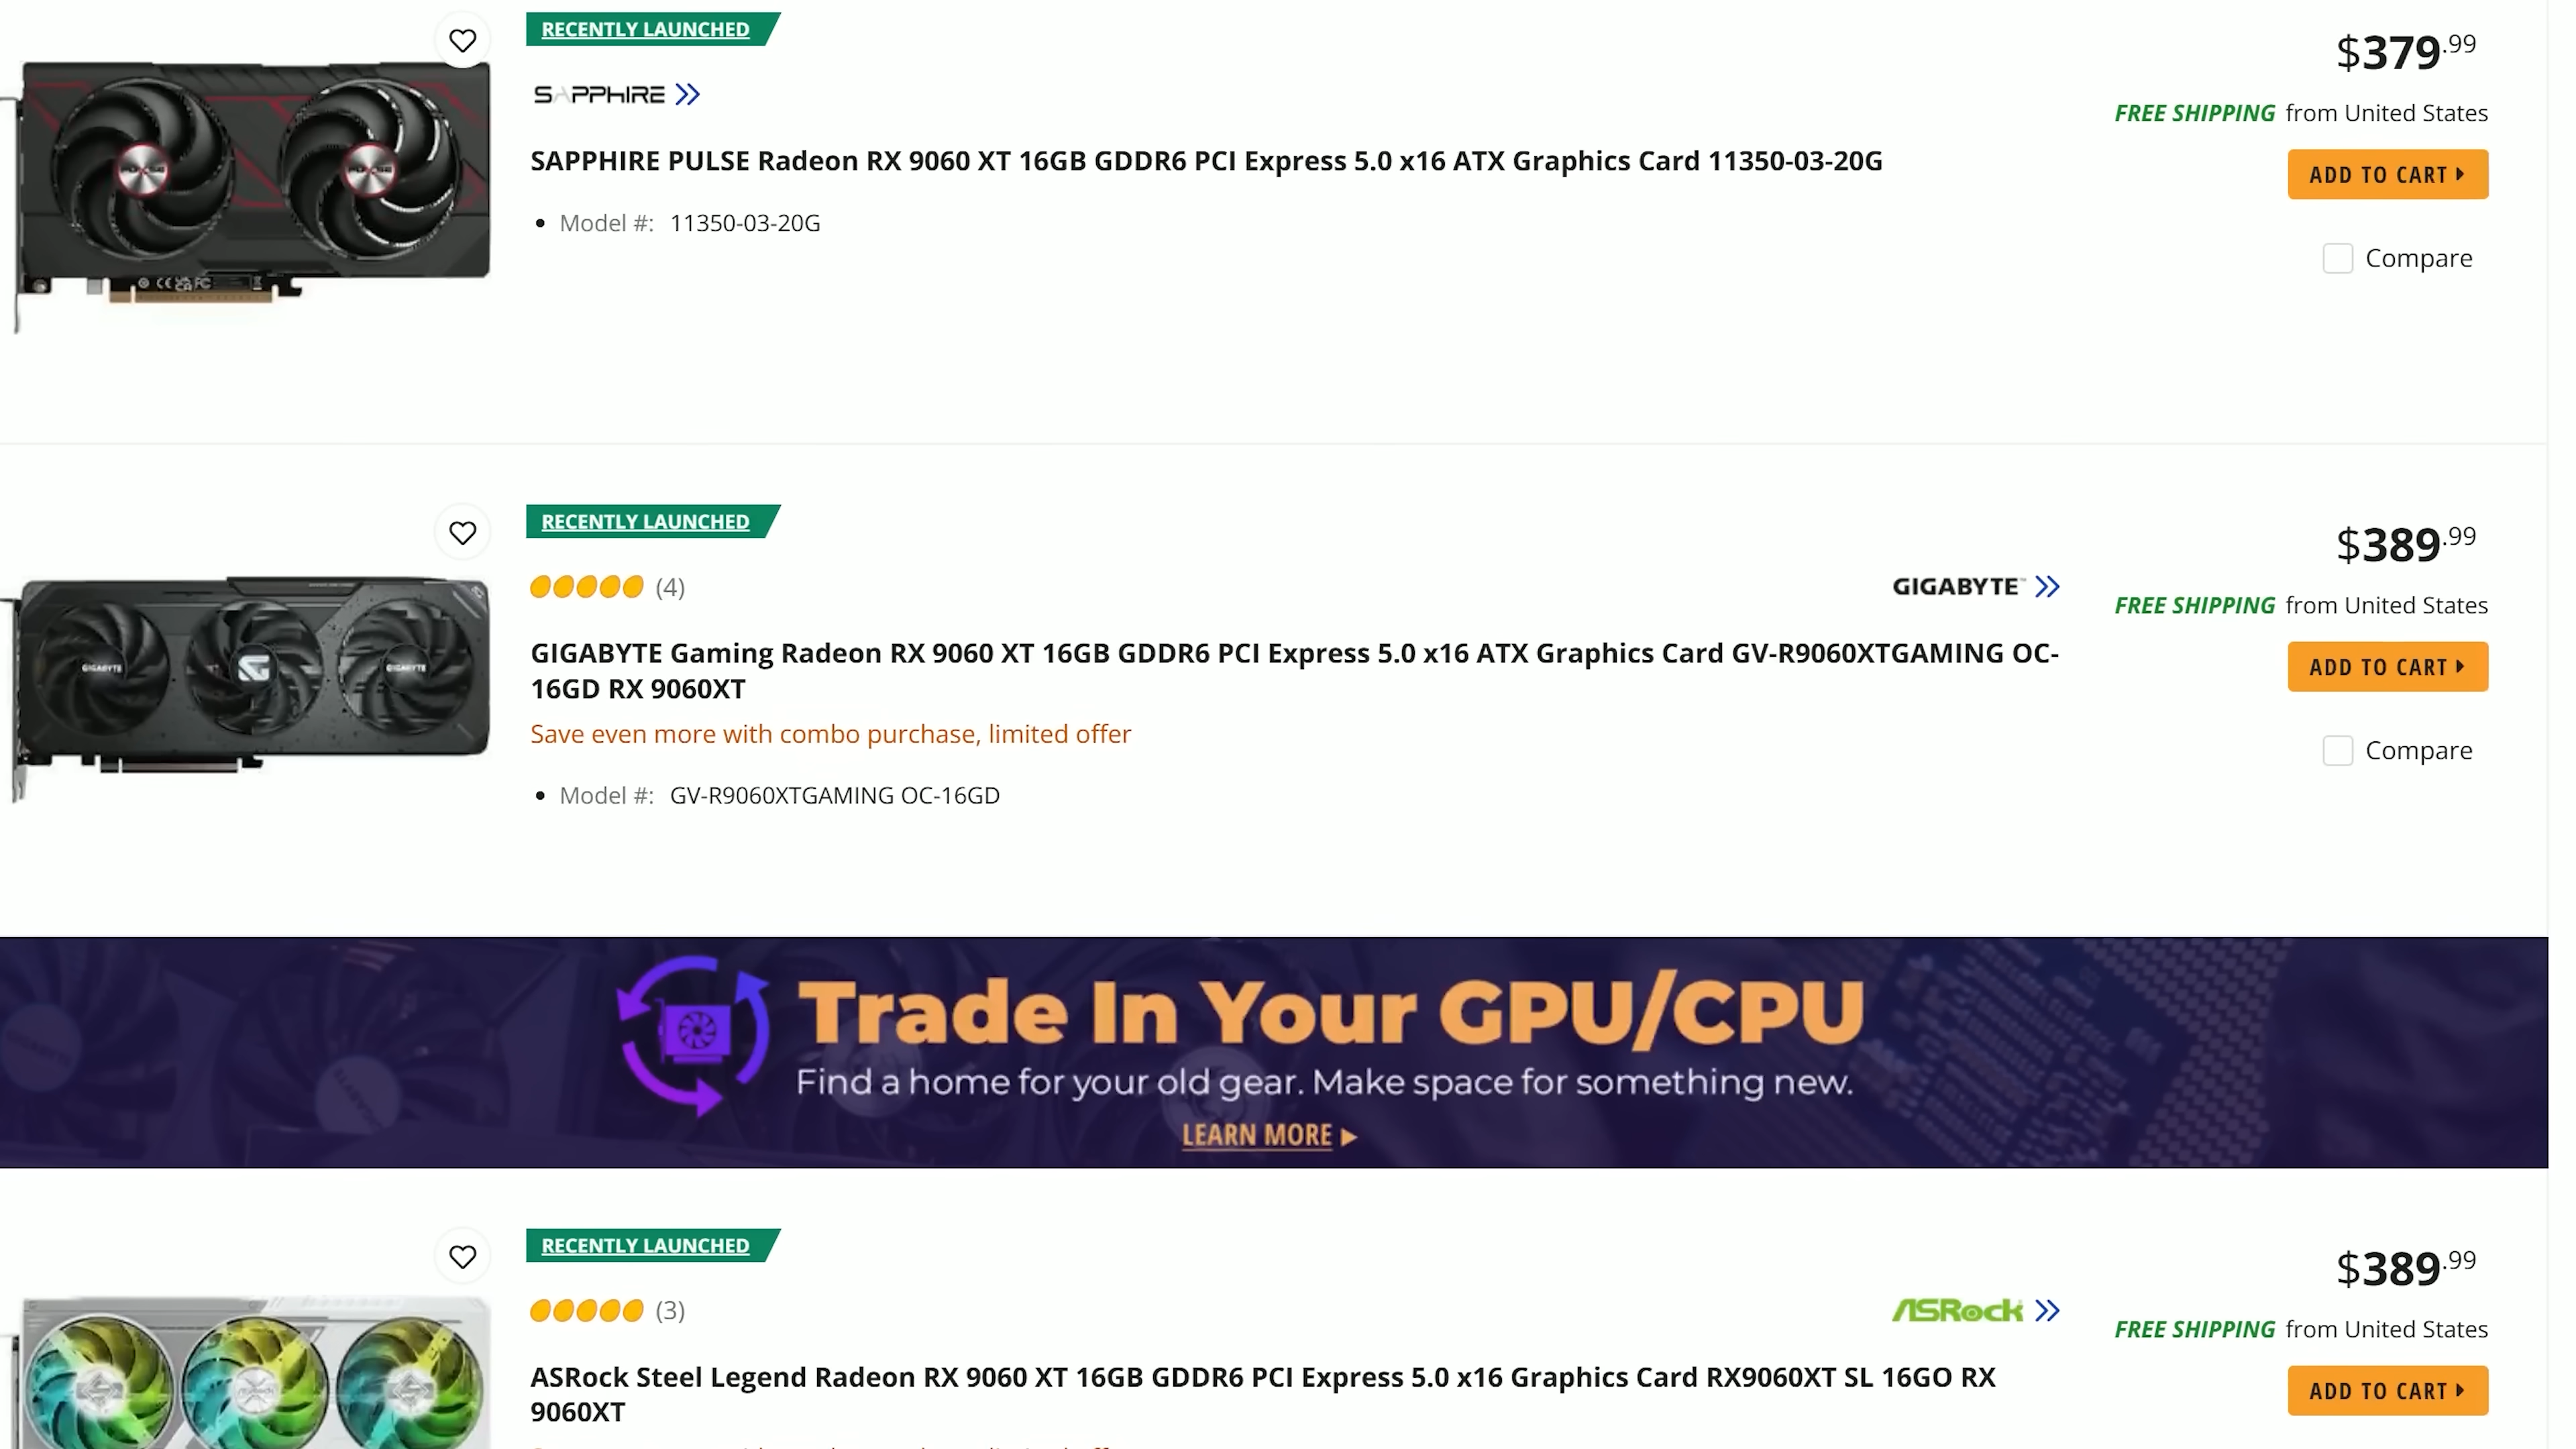 RECENTLY LAUNCHED
SAPPHIRE
SAPPHIRE PULSE Radeon RX 9060 XT 16GB GDDR6 PCI Express 5.0 x16 ATX Graphics Card 11350-03-20G
• Model #: 11350-03-20G
$379.99
FREE SHIPPING from United States
ADD TO CART
Compare
RECENTLY LAUNCHED
(4)
GIGABYTE
GIGABYTE Gaming Radeon RX 9060 XT 16GB GDDR6 PCI Express 5.0 x16 ATX Graphics Card GV-R9060XTGAMING OC-
16GD RX 9060XT
Save even more with combo purchase, limited offer
• Model #: GV-R9060XTGAMING OC-16GD
$389.99
FREE SHIPPING from United States
ADD TO CART
Compare
GIGABYTE
GIGABYTE
Trade In Your GPU/CPU
Find a home for your old gear. Make space for something new.
LEARN MORE
RECENTLY LAUNCHED
(3)
ASRock
ASRock Steel Legend Radeon RX 9060 XT 16GB GDDR6 PCI Express 5.0 x16 Graphics Card RX9060XT SL 16GO RX
9060XT
$389.99
FREE SHIPPING from United States
ADD TO CART